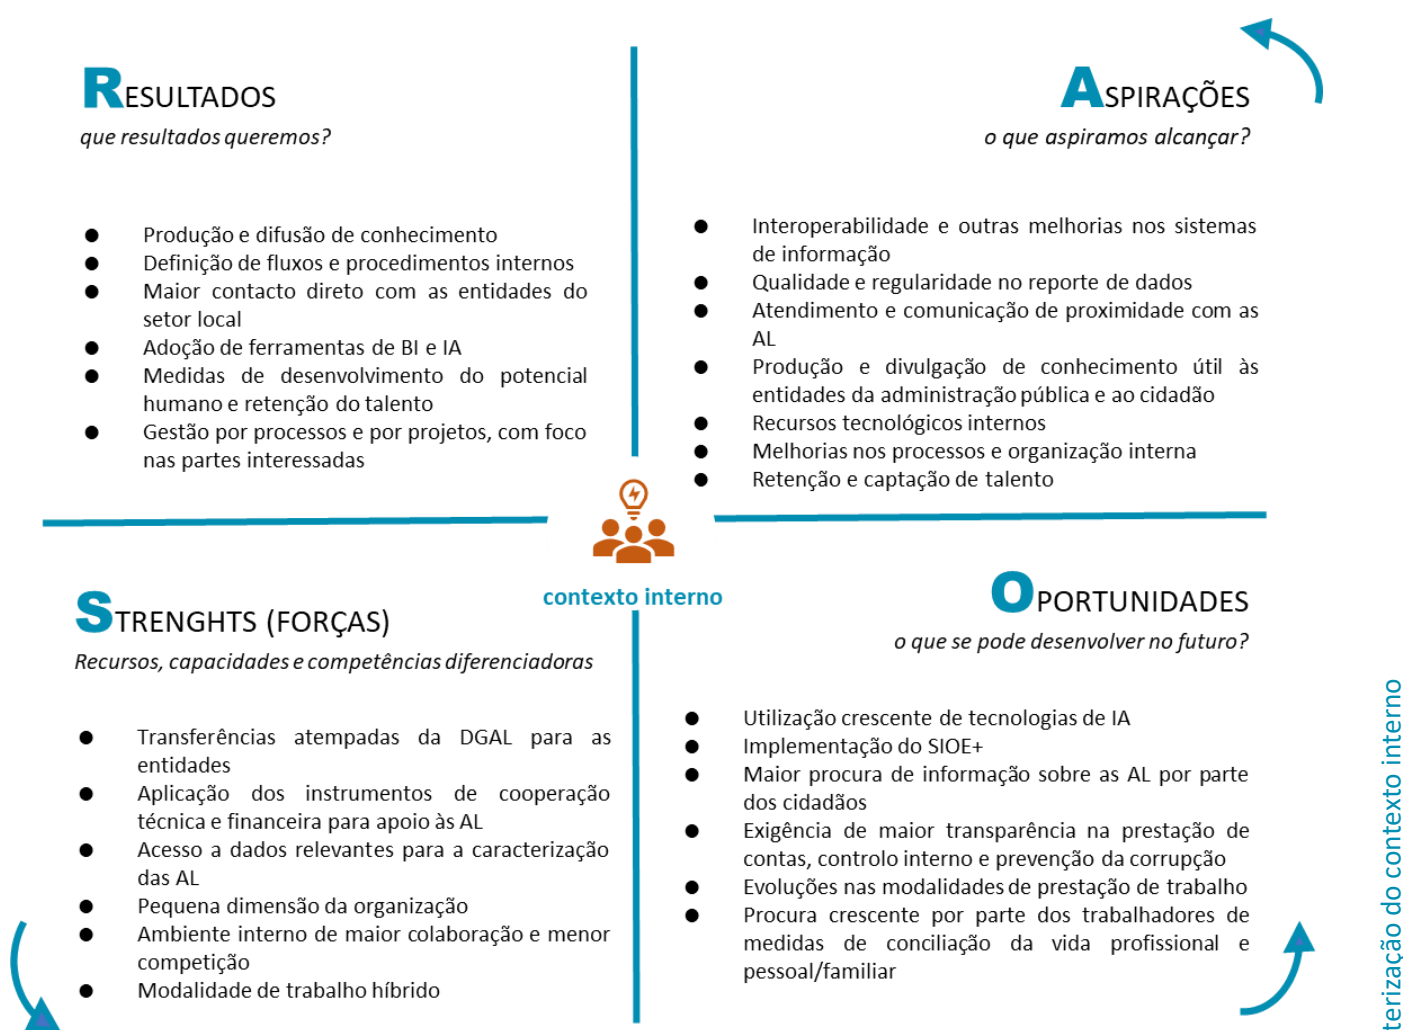 RESULTADOS
que resultados queremos?
● Produção e difusão de conhecimento
● Definição de fluxos e procedimentos internos
● Maior contacto direto com as entidades do
setor local
● Adoção de ferramentas de BI e IA
● Medidas de desenvolvimento do potencial
humano e retenção do talento
● Gestão por processos e por projetos, com foco
nas partes interessadas
ASPIRAÇÕES
o que aspiramos alcançar?
● Interoperabilidade e outras melhorias nos sistemas
de informação
● Qualidade e regularidade no reporte de dados
● Atendimento e comunicação de proximidade com as
AL
● Produção e divulgação de conhecimento útil às
entidades da administração pública e ao cidadão
● Recursos tecnológicos internos
● Melhorias nos processos e organização interna
● Retenção e captação de talento
contexto interno
STRENGHTS (FORÇAS)
Recursos, capacidades e competências diferenciadoras
● Transferências atempadas da DGAL para as
entidades
● Aplicação dos instrumentos de cooperação
técnica e financeira para apoio às AL
● Acesso a dados relevantes para a caracterização
das AL
● Pequena dimensão da organização
● Ambiente interno de maior colaboração e menor
competição
● Modalidade de trabalho híbrido
OPORTUNIDADES
o que se pode desenvolver no futuro?
● Utilização crescente de tecnologias de IA
● Implementação do SIOE+
● Maior procura de informação sobre as AL por parte
dos cidadãos
● Exigência de maior transparência na prestação de
contas, controlo interno e prevenção da corrupção
● Evoluções nas modalidades de prestação de trabalho
● Procura crescente por parte dos trabalhadores de
medidas de conciliação da vida profissional e
pessoal/familiar
terização do contexto interno